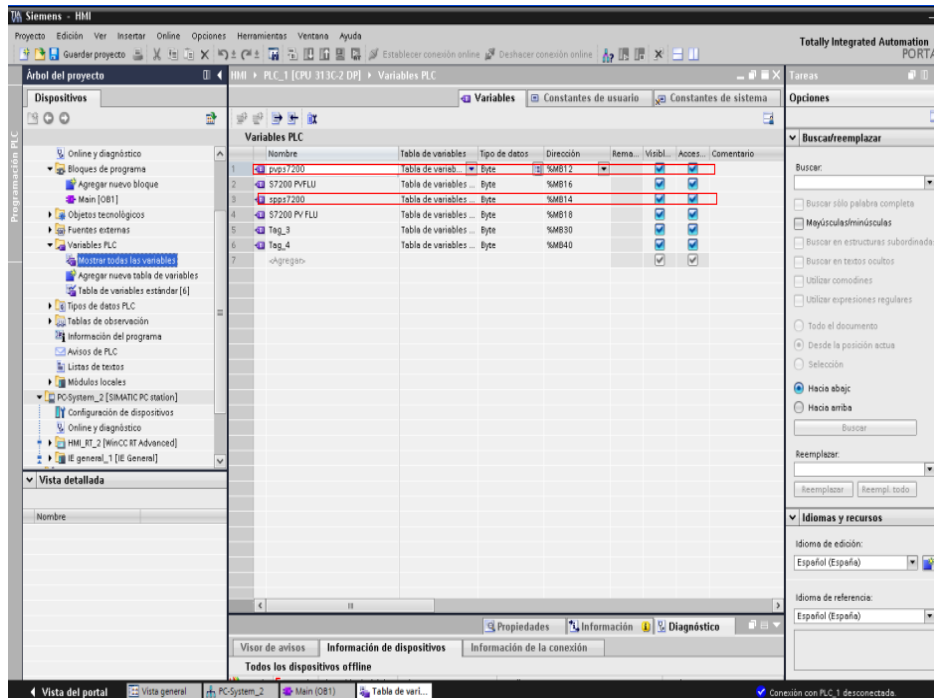 Siemens - HMI
Proyecto Edición Ver Insertar Online Opciones Herramientas Ventana Ayuda
Guardar proyecto Establecer conexión online Deshacer conexión online
Totally Integrated Automation
PORTA
Árbol del proyecto
HMI PLC_1 [CPU 313C-2 DP] Variables PLC
Tareas
Dispositivos
Variables Constantes de usuario Constantes de sistema
Opciones
Programación PLC
Online y diagnóstico
Bloques de programa
Agregar nuevo bloque
Main [OB1]
Objetos tecnológicos
Fuentes externas
Variables PLC
Mostrar todas las variables
Agregar nueva tabla de variables
Tabla de variables estándar [6]
Tipos de datos PLC
Tablas de observación
Información del programa
Avisos de PLC
Listas de textos
Módulos locales
PC-System_2 [SIMATIC PC station]
Configuración de dispositivos
Online y diagnóstico
HMI_RT_2 [WinCC RT Advanced]
IE general_1 [IE General]
Vista detallada
Nombre
Variables PLC
Nombre Tabla de variables Tipo de datos Dirección Rema... Visibl... Acces... Comentario
1 pvps7200 Tabla de variab... Byte %MB12
2 S7200 PVFLU Tabla de variables ... Byte %MB16
3 spps7200 Tabla de variables ... Byte %MB14
4 S7200 PV FLU Tabla de variables ... Byte %MB18
5 Tag_3 Tabla de variables ... Byte %MB30
6 Tag_4 Tabla de variables ... Byte %MB40
7 <Agregar>
Buscar/reemplazar
Buscar:
Buscar sólo palabra completa
Mayúsculas/minúsculas
Buscar en estructuras subordinada
Buscar en textos ocultos
Utilizar comodines
Utilizar expresiones regulares
Todo el documento
Desde la posición actua
Selección
Hacia abajc
Hacia arriba
Buscar
Reemplazar:
Reemplazar Reempl. todo
Idiomas y recursos
Idioma de edición:
Español (España)
Idioma de referencia:
Español (España)
Propiedades Información Diagnóstico
Visor de avisos Información de dispositivos Información de la conexión
Todos los dispositivos offline
Vista del portal Vista general PC-System_2 Main (OB1) Tabla de vari...
Conexión con PLC_1 desconectada.